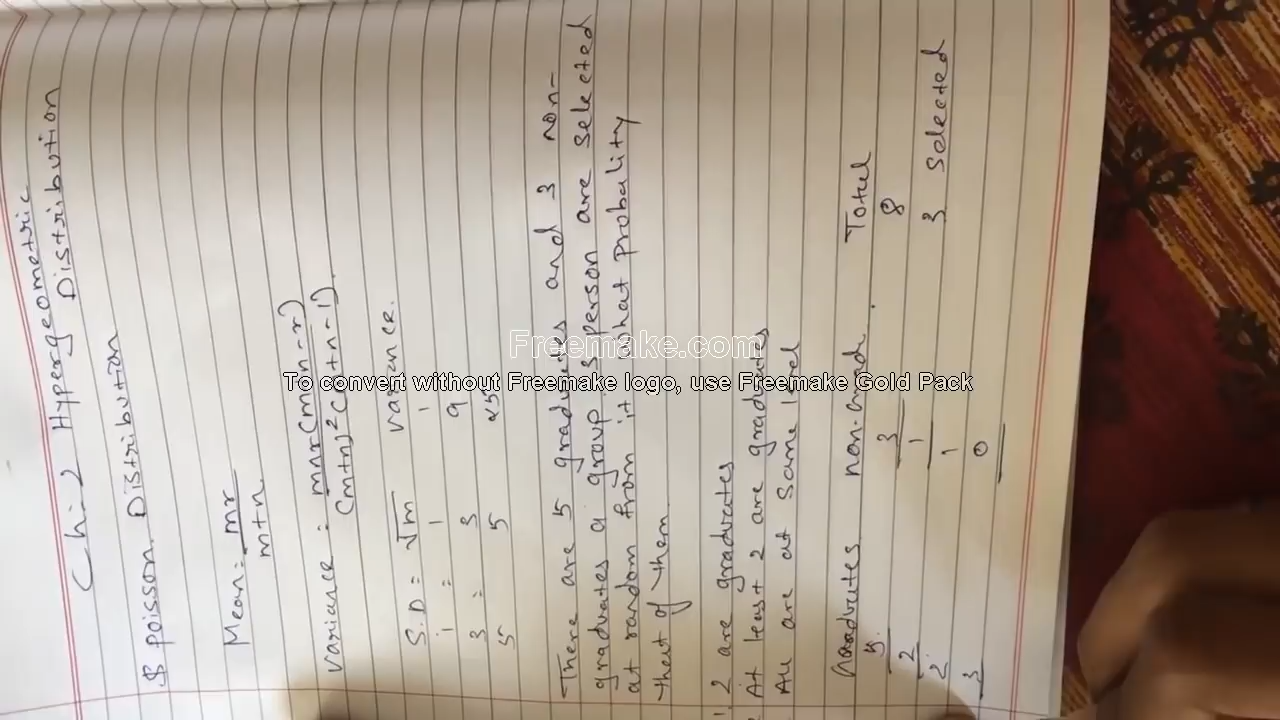 Ch-2 Hypergeometric
Distribution
$ poisson Distribution
Mean = mr
m+n
variance : mnr(m+n-r)
(m+n)²(m+n-1)
S.D = √m variance.
1 = 1 1
3 = 3 9
5 5 25
There are 5 graduates and 3 non-
graduates a group. 3 person are selected
at random from it what probality
that of them.
1. 2 are graduates
2 At least 2 are graduates
All are at same level
Graduates non-Grad. Total
5. 3 8
2 1 3 selected
2 1
3 0
Freemake.com
To convert without Freemake logo, use Freemake Gold Pack